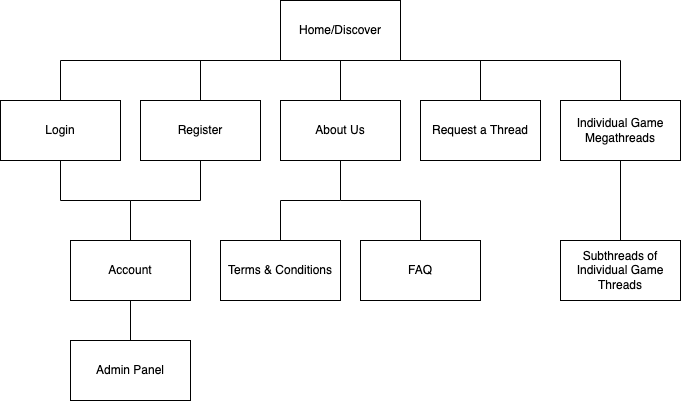 Home/Discover
Login
Register
About Us
Request a Thread
Individual Game
Megathreads
Account
Terms & Conditions
FAQ
Subthreads of
Individual Game
Threads
Admin Panel